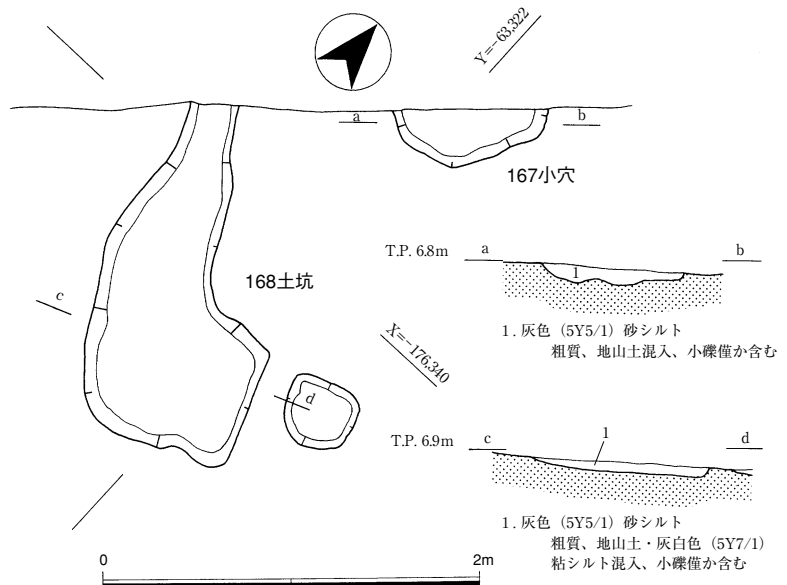 Y=−63,322
a
b
167小穴
T.P. 6.8m
a
b
1
168土坑
c
1 . 灰色（5Y5/1）砂シルト
粗質、地山土混入、小礫僅か含む
X=−176,340
d
T.P. 6.9m
c
1
d
1 . 灰色（5Y5/1）砂シルト
粗質、地山土・灰白色（5Y7/1）
粘シルト混入、小礫僅か含む
0
2m